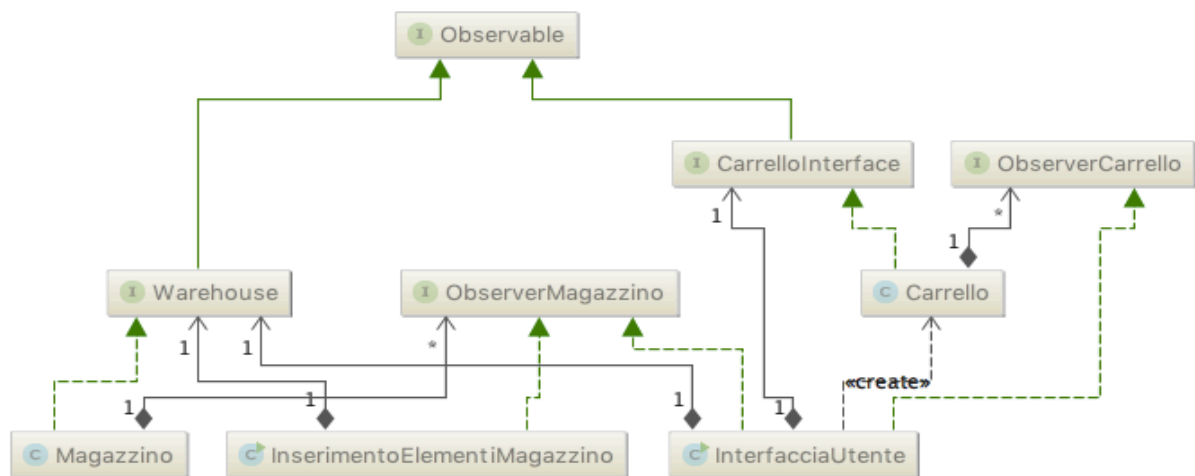 I Observable
I CarrelloInterface
I ObserverCarrello
1
*
1
I Warehouse
I ObserverMagazzino
C Carrello
1
1
*
«create»
1
1
1
1
C Magazzino
C InserimentoElementiMagazzino
C InterfacciaUtente